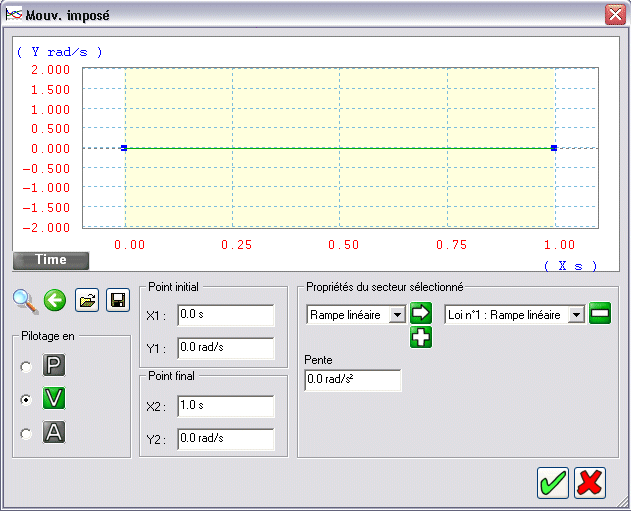 Mouv. imposé
( Y rad/s )
2.000
1.500
1.000
0.500
0.000
-0.500
-1.000
-1.500
-2.000
0.00 0.25 0.50 0.75 1.00
( X s )
Time
Point initial
X1 : 0.0 s
Y1 : 0.0 rad/s
Point final
X2 : 1.0 s
Y2 : 0.0 rad/s
Pilotage en
P
V
A
Propriétés du secteur sélectionné
Rampe linéaire
Loi n°1 : Rampe linéaire
Pente
0.0 rad/s²